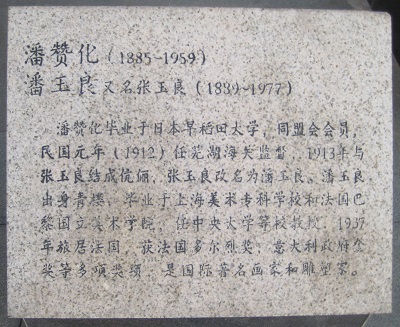 潘赞化(1885-1959)
潘玉良又名张玉良(1889-1977)
潘赞化毕业于日本早稻田大学，同盟会会员，
民国元年(1912)任芜湖海关监督，1913年与
张玉良结成伉俪，张玉良改名为潘玉良。潘玉良
出身青楼，毕业于上海美术专科学校和法国巴
黎国立美术学院，任中央大学等校教授，1937
年旅居法国，获法国多尔烈奖，意大利政府金
奖等多项奖项，是国际著名画家和雕塑家。